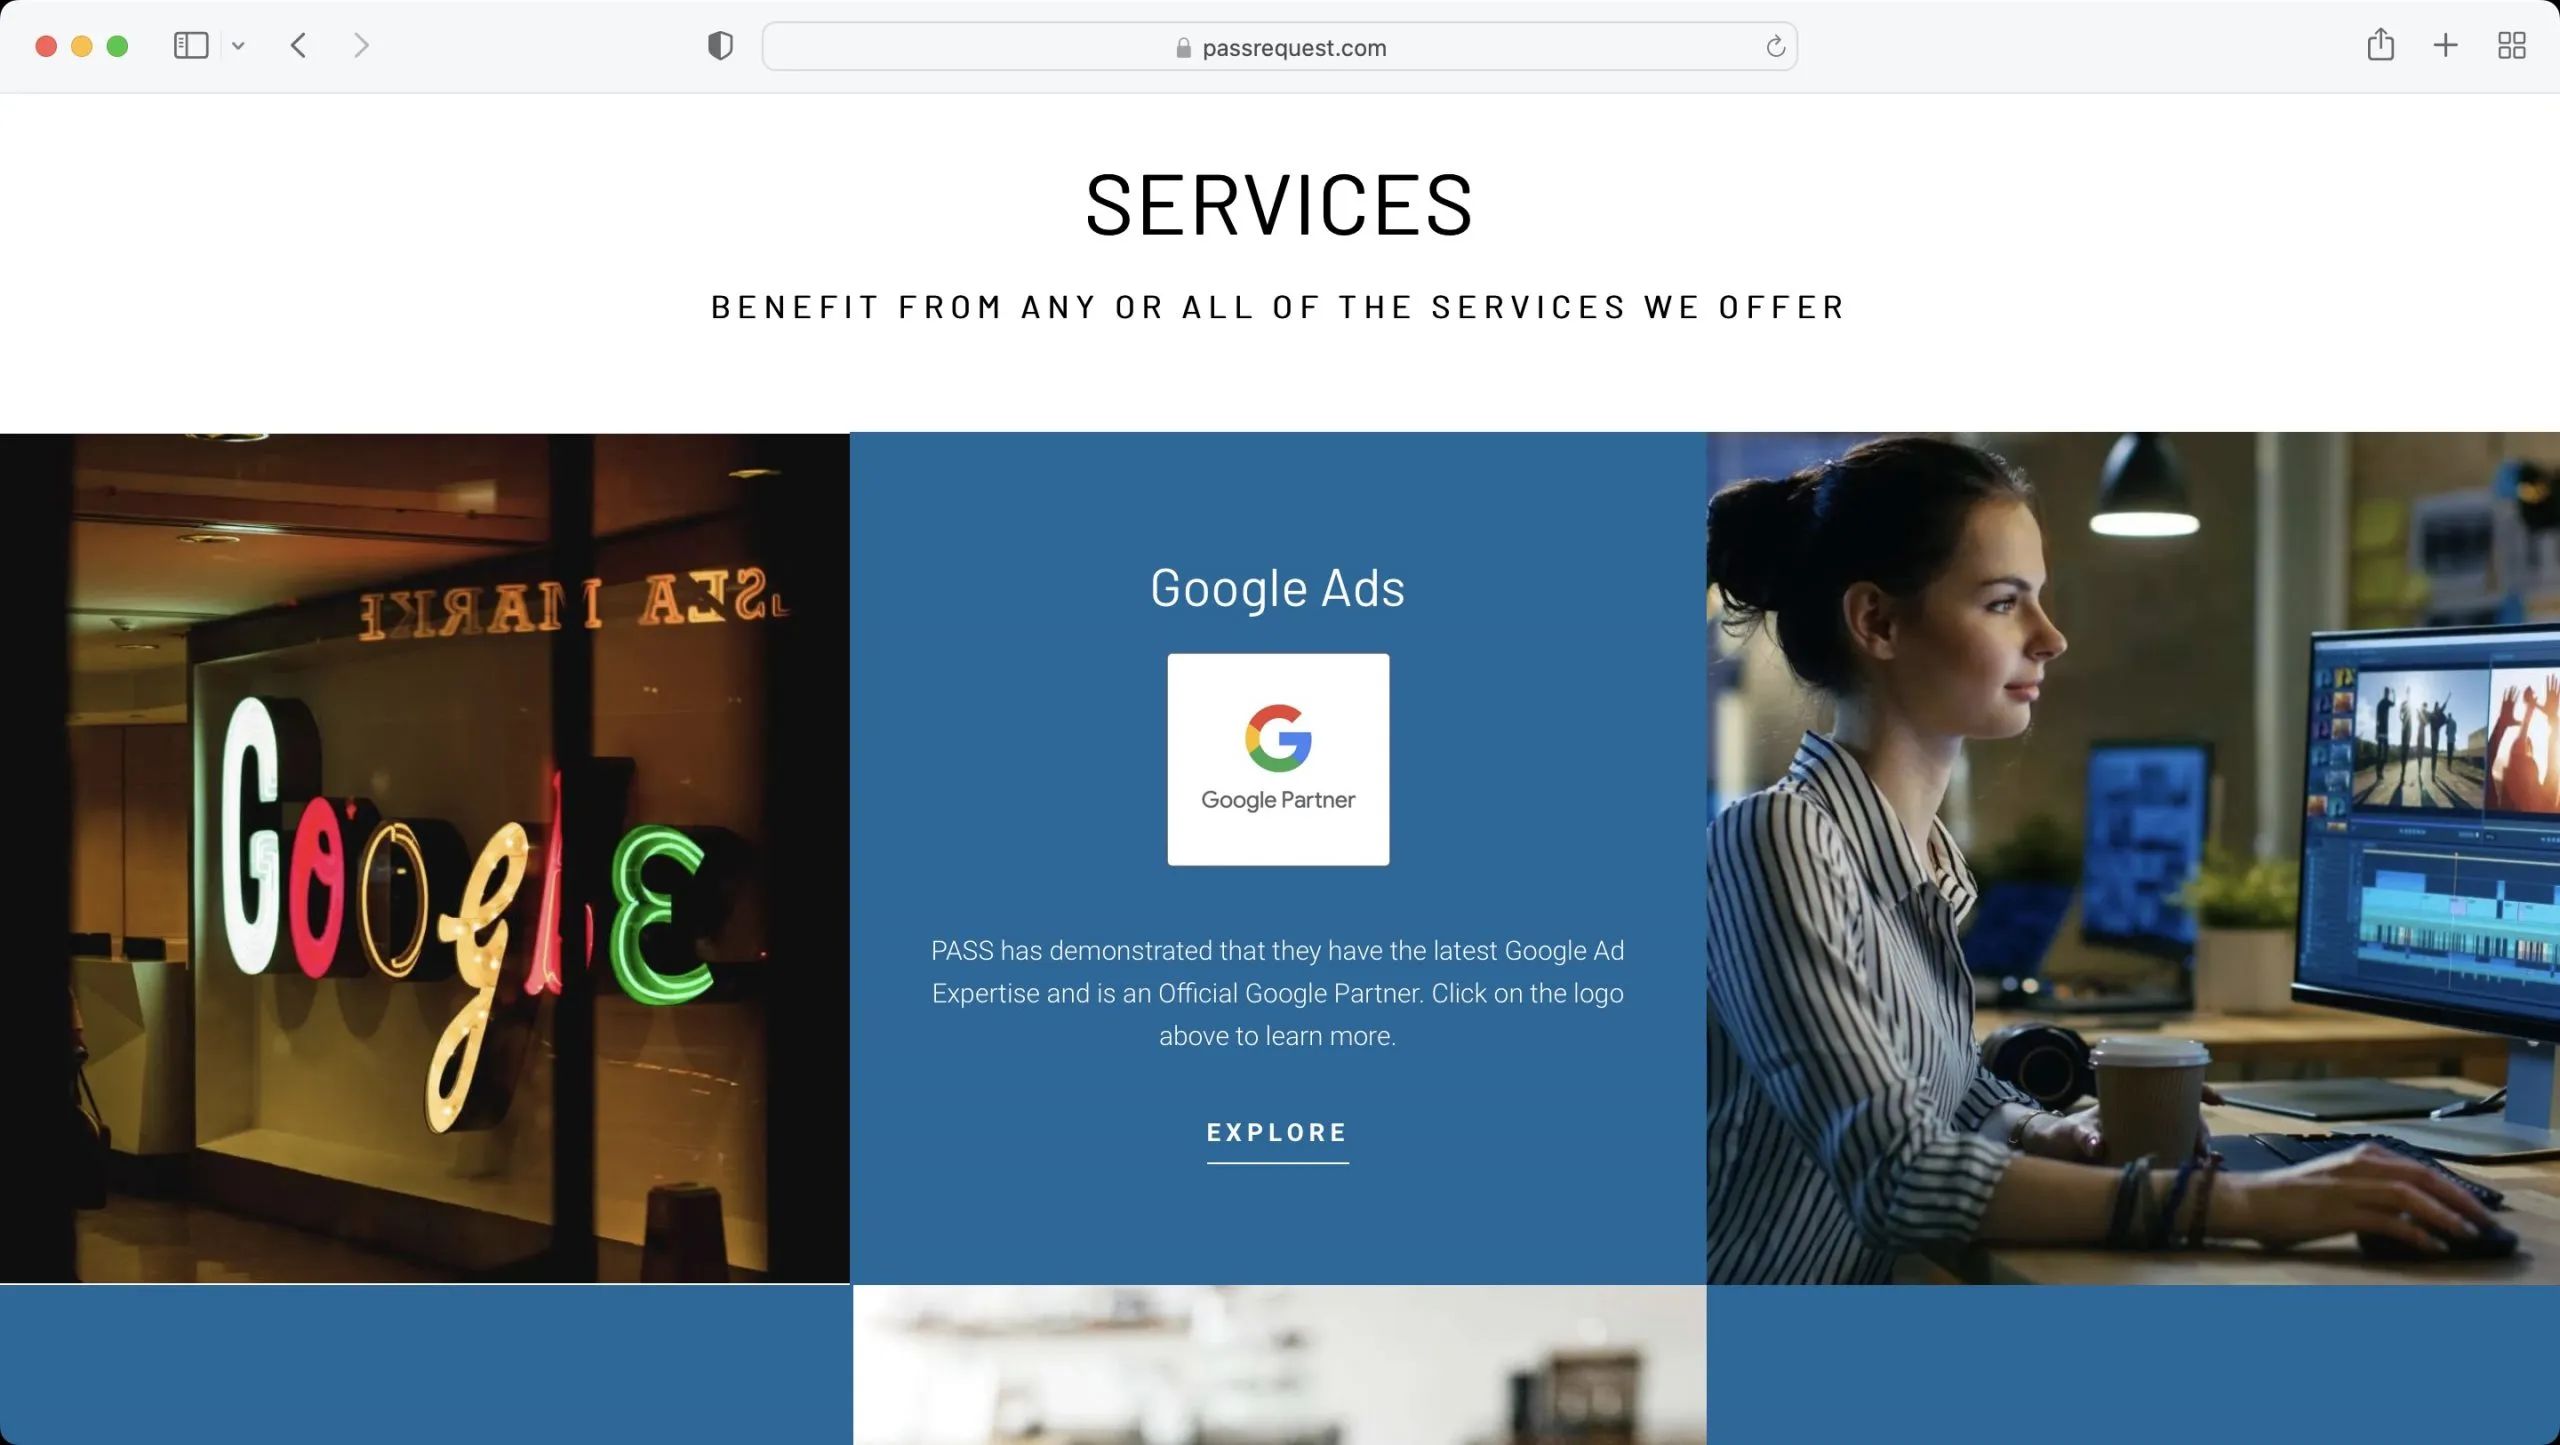 passrequest.com
SERVICES
BENEFIT FROM ANY OR ALL OF THE SERVICES WE OFFER
Google
Google Ads
Google Partner
PASS has demonstrated that they have the latest Google Ad
Expertise and is an Official Google Partner. Click on the logo
above to learn more.
EXPLORE